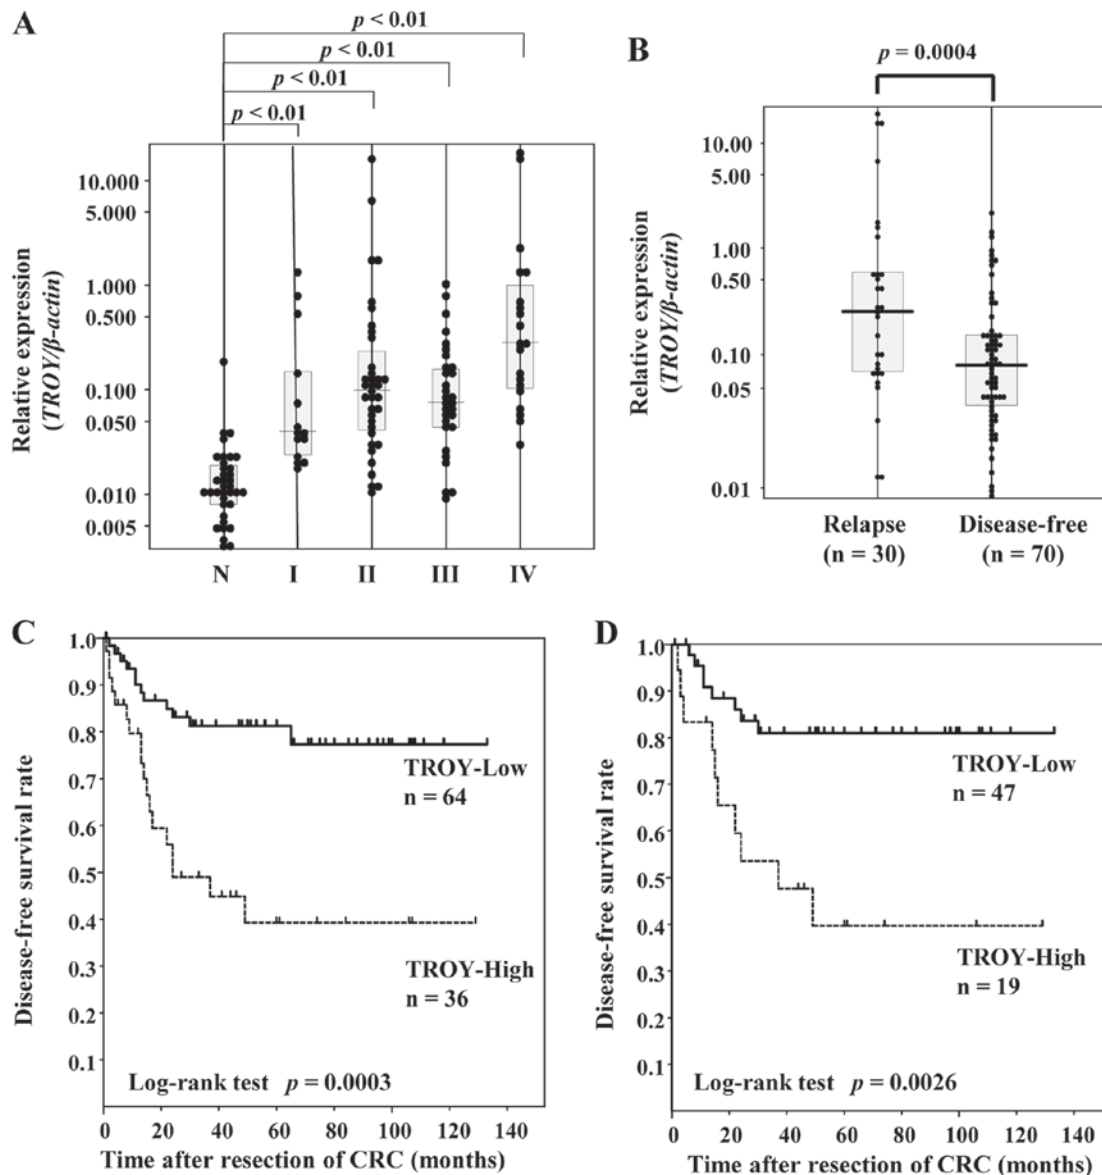 A
p < 0.01
p < 0.01
p < 0.01
p < 0.01
Relative expression
(TROY/β-actin)
10.000
5.000
1.000
0.500
0.100
0.050
0.010
0.005
N I II III IV
B
p = 0.0004
Relative expression
(TROY/β-actin)
10.00
5.00
1.00
0.50
0.10
0.05
0.01
Relapse Disease-free
(n = 30) (n = 70)
C
Disease-free survival rate
1.0
0.9
0.8
0.7
0.6
0.5
0.4
0.3
0.2
0.1
TROY-Low
n = 64
TROY-High
n = 36
Log-rank test p = 0.0003
0 20 40 60 80 100 120 140
Time after resection of CRC (months)
D
Disease-free survival rate
1.0
0.9
0.8
0.7
0.6
0.5
0.4
0.3
0.2
0.1
TROY-Low
n = 47
TROY-High
n = 19
Log-rank test p = 0.0026
0 20 40 60 80 100 120 140
Time after resection of CRC (months)